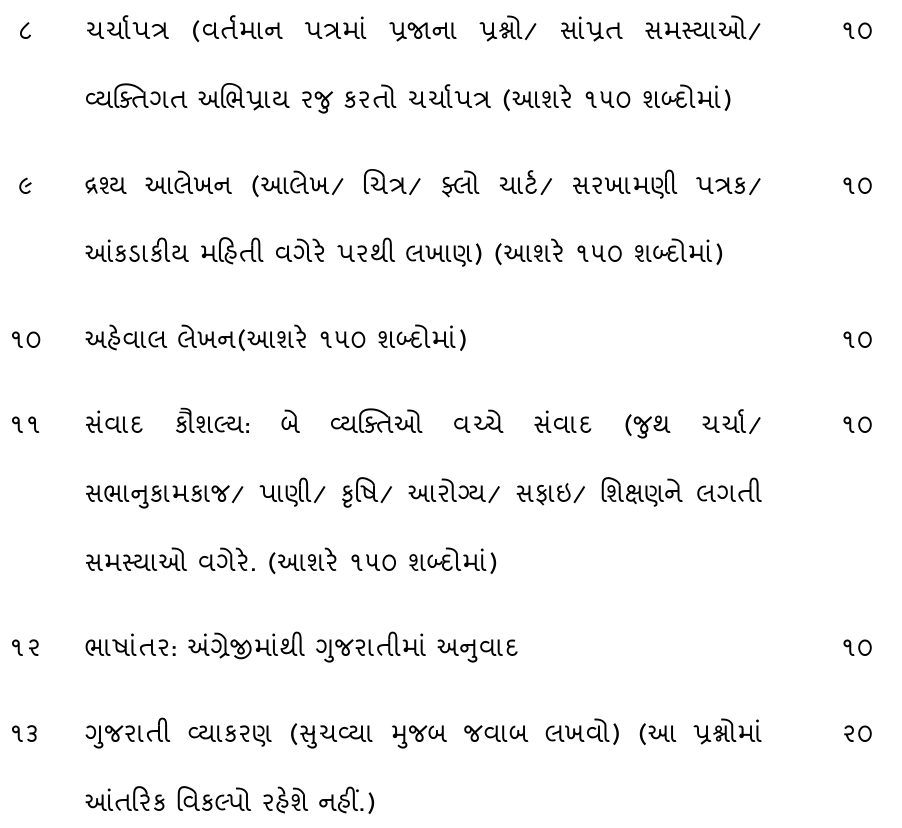 ૮ ચર્ચાપત્ર (વર્તમાન પત્રમાં પ્રજાના પ્રશ્નો/ સાંપ્રત સમસ્યાઓ/ ૧૦
વ્યક્તિગત અભિપ્રાય રજુ કરતો ચર્ચાપત્ર (આશરે ૧૫૦ શબ્દોમાં)
૯ દ્રશ્ય આલેખન (આલેખ/ ચિત્ર/ ફ્લો ચાર્ટ/ સરખામણી પત્રક/ ૧૦
આંકડાકીય મહિતી વગેરે પરથી લખાણ) (આશરે ૧૫૦ શબ્દોમાં)
૧૦ અહેવાલ લેખન(આશરે ૧૫૦ શબ્દોમાં) ૧૦
૧૧ સંવાદ કૌશલ્ય: બે વ્યક્તિઓ વચ્ચે સંવાદ (જુથ ચર્ચા/ ૧૦
સભાનુકામકાજ/ પાણી/ કૃષિ/ આરોગ્ય/ સફાઇ/ શિક્ષણને લગતી
સમસ્યાઓ વગેરે. (આશરે ૧૫૦ શબ્દોમાં)
૧૨ ભાષાંતર: અંગ્રેજીમાંથી ગુજરાતીમાં અનુવાદ ૧૦
૧૩ ગુજરાતી વ્યાકરણ (સુચવ્યા મુજબ જવાબ લખવો) (આ પ્રશ્નોમાં ૨૦
આંતરિક વિકલ્પો રહેશે નહીં.)